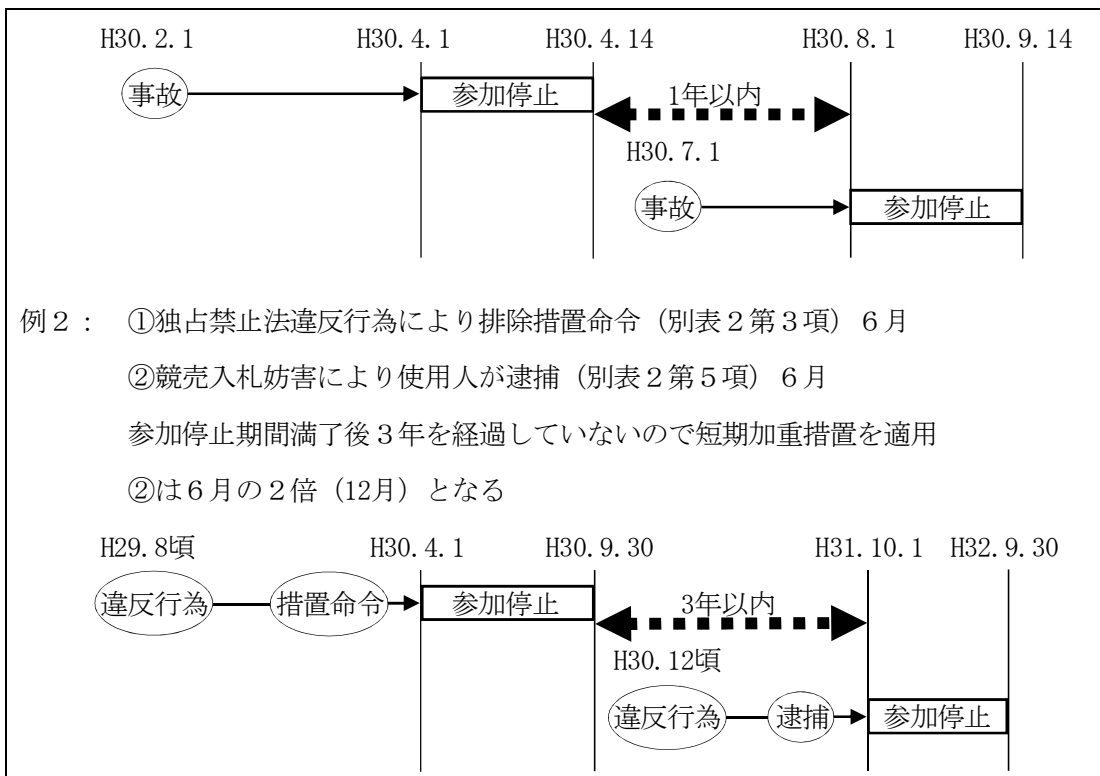 H30.2.1 H30.4.1 H30.4.14 H30.8.1 H30.9.14
事故 参加停止 1年以内
H30.7.1
事故 参加停止
例２： ①独占禁止法違反行為により排除措置命令（別表２第３項）６月
②競売入札妨害により使用人が逮捕（別表２第５項）６月
参加停止期間満了後３年を経過していないので短期加重措置を適用
②は６月の２倍（12月）となる
H29.8頃 H30.4.1 H30.9.30 H31.10.1 H32.9.30
違反行為 措置命令 参加停止 3年以内
H30.12頃
違反行為 逮捕 参加停止